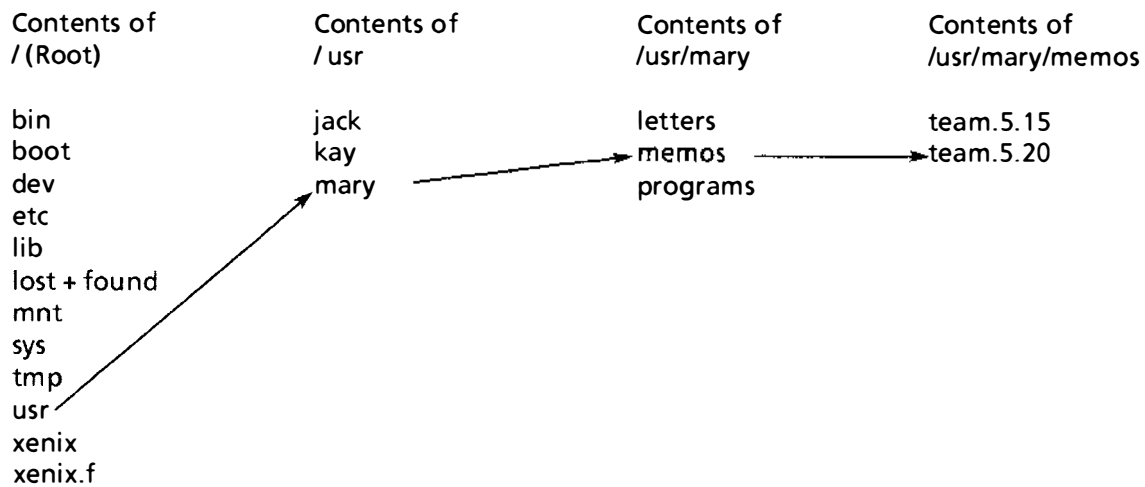 Contents of
/ (Root)
bin
boot
dev
etc
lib
lost + found
mnt
sys
tmp
usr
xenix
xenix.f
Contents of
/ usr
jack
kay
mary
Contents of
/usr/mary
letters
memos
programs
Contents of
/usr/mary/memos
team.5.15
team.5.20